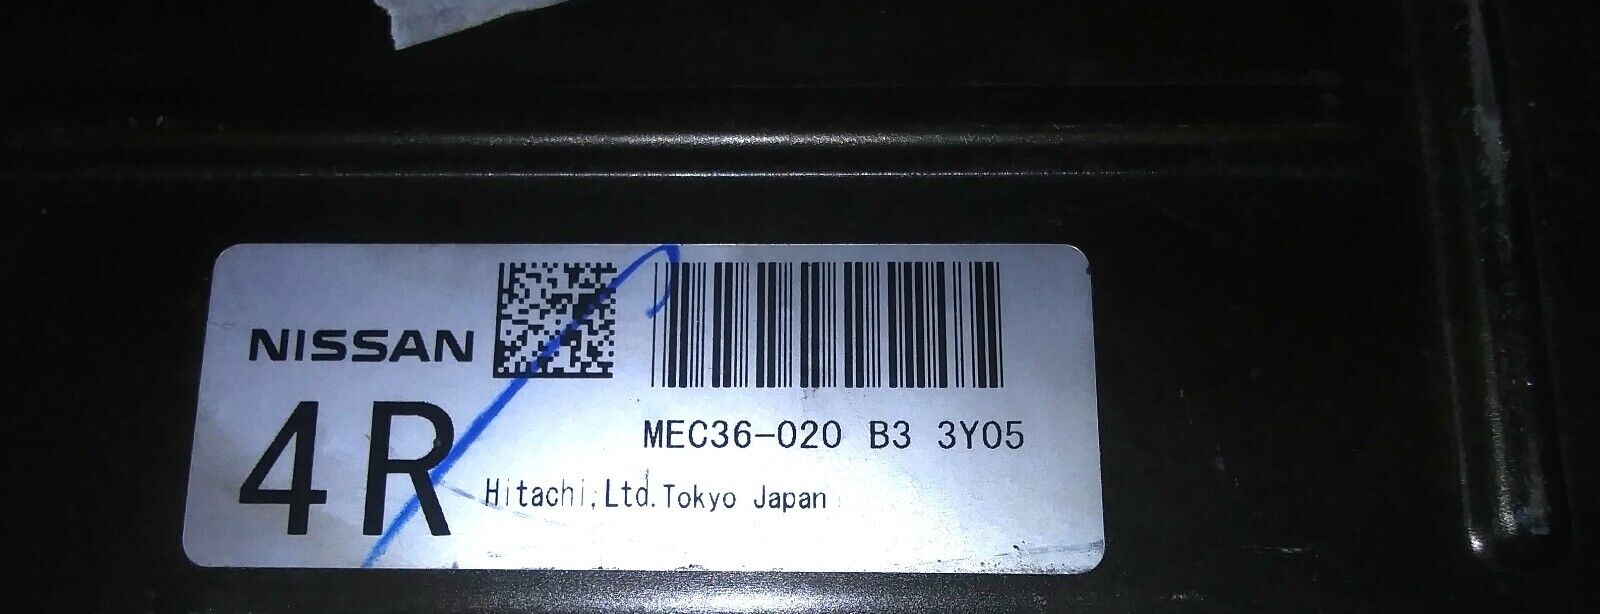 NISSAN
4R
MEC36-020 B3 3Y05
Hitachi,Ltd.Tokyo Japan